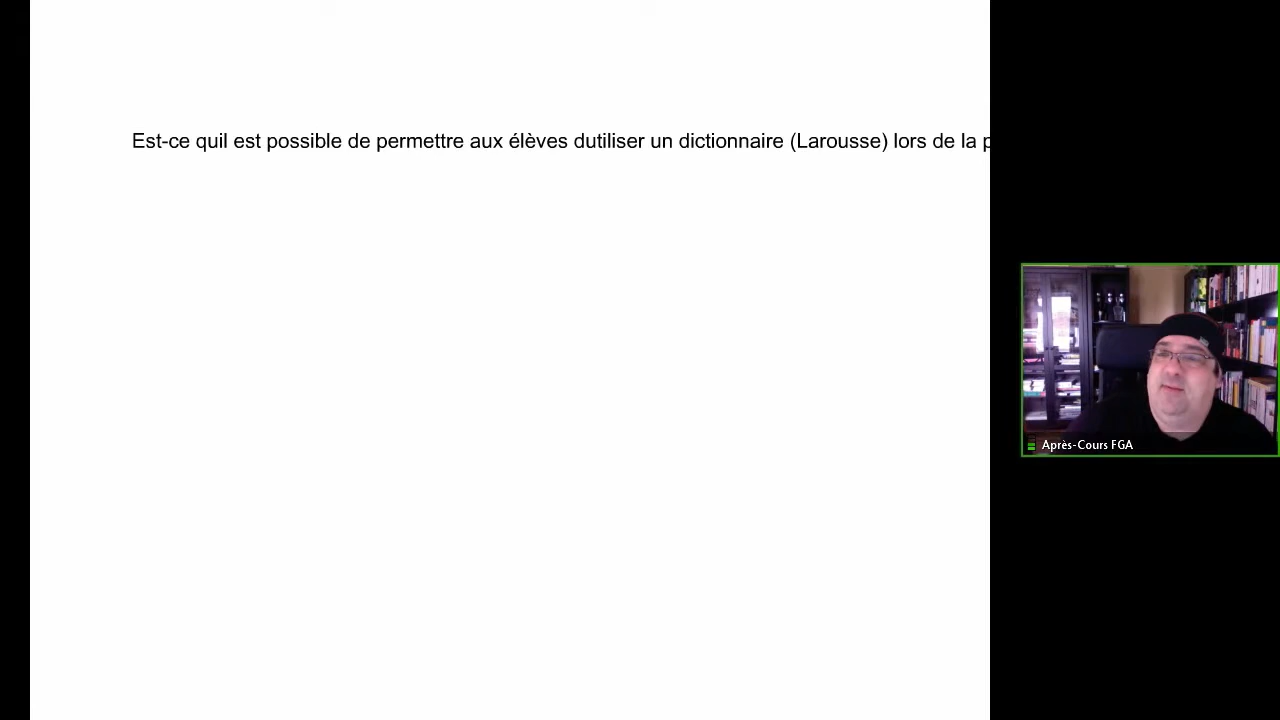 Est-ce quil est possible de permettre aux élèves dutiliser un dictionnaire (Larousse) lors de la
Après-Cours FGA